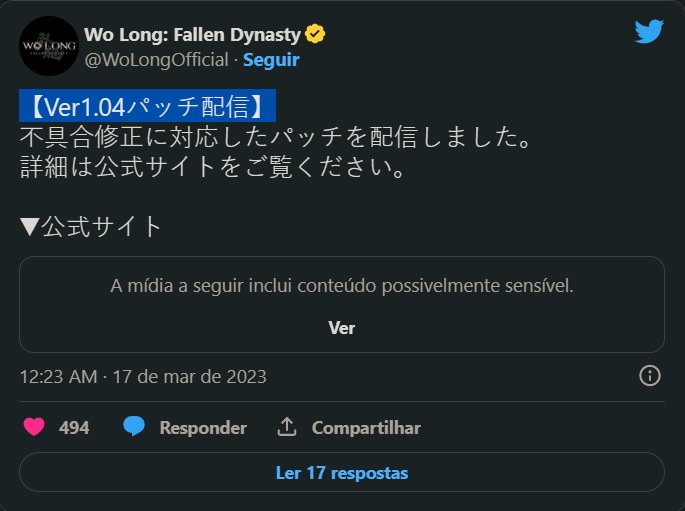 WO LONG
Wo Long: Fallen Dynasty
@WoLongOfficial · Seguir
【Ver1.04パッチ配信】
不具合修正に対応したパッチを配信しました。
詳細は公式サイトをご覧ください。
▼公式サイト
A mídia a seguir inclui conteúdo possivelmente sensível.
Ver
12:23 AM · 17 de mar de 2023
494 Responder Compartilhar
Ler 17 respostas